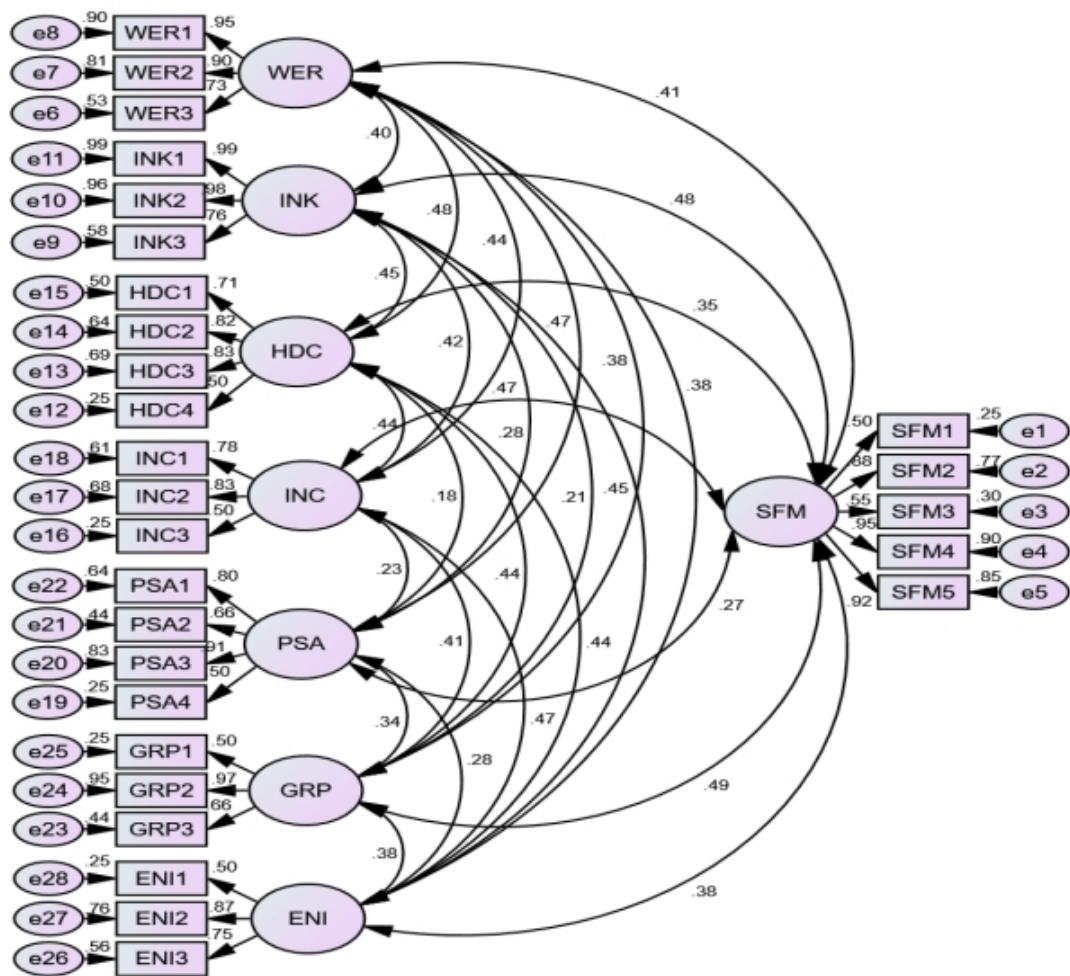 e8 .90 WER1 .95
e7 .81 WER2 .90 WER
e6 .53 WER3 .73
.41
.40
e11 .99 INK1 .99
e10 .96 INK2 .98 INK
e9 .58 INK3 .76
.48
.48 .44
.45
e15 .50 HDC1 .71
e14 .64 HDC2 .82
e13 .69 HDC3 .83 HDC
e12 .25 HDC4 .50
.35
.42 .47 .38 .38
.47
.44 .28
e18 .61 INC1 .78
e17 .68 INC2 .83 INC
e16 .25 INC3 .50
.18 .21 .45
SFM
.50 SFM1 .25 e1
.88 SFM2 .77 e2
.55 SFM3 .30 e3
.95 SFM4 .90 e4
.92 SFM5 .85 e5
.23 .44
.27
e22 .64 PSA1 .80
e21 .44 PSA2 .66
e20 .83 PSA3 .91 PSA
e19 .25 PSA4 .50
.41 .44
.34 .47
.28
e25 .25 GRP1 .50
e24 .95 GRP2 .97 GRP
e23 .44 GRP3 .66
.49
.38
e28 .25 ENI1 .50
e27 .76 ENI2 .87 ENI
e26 .56 ENI3 .75
.38